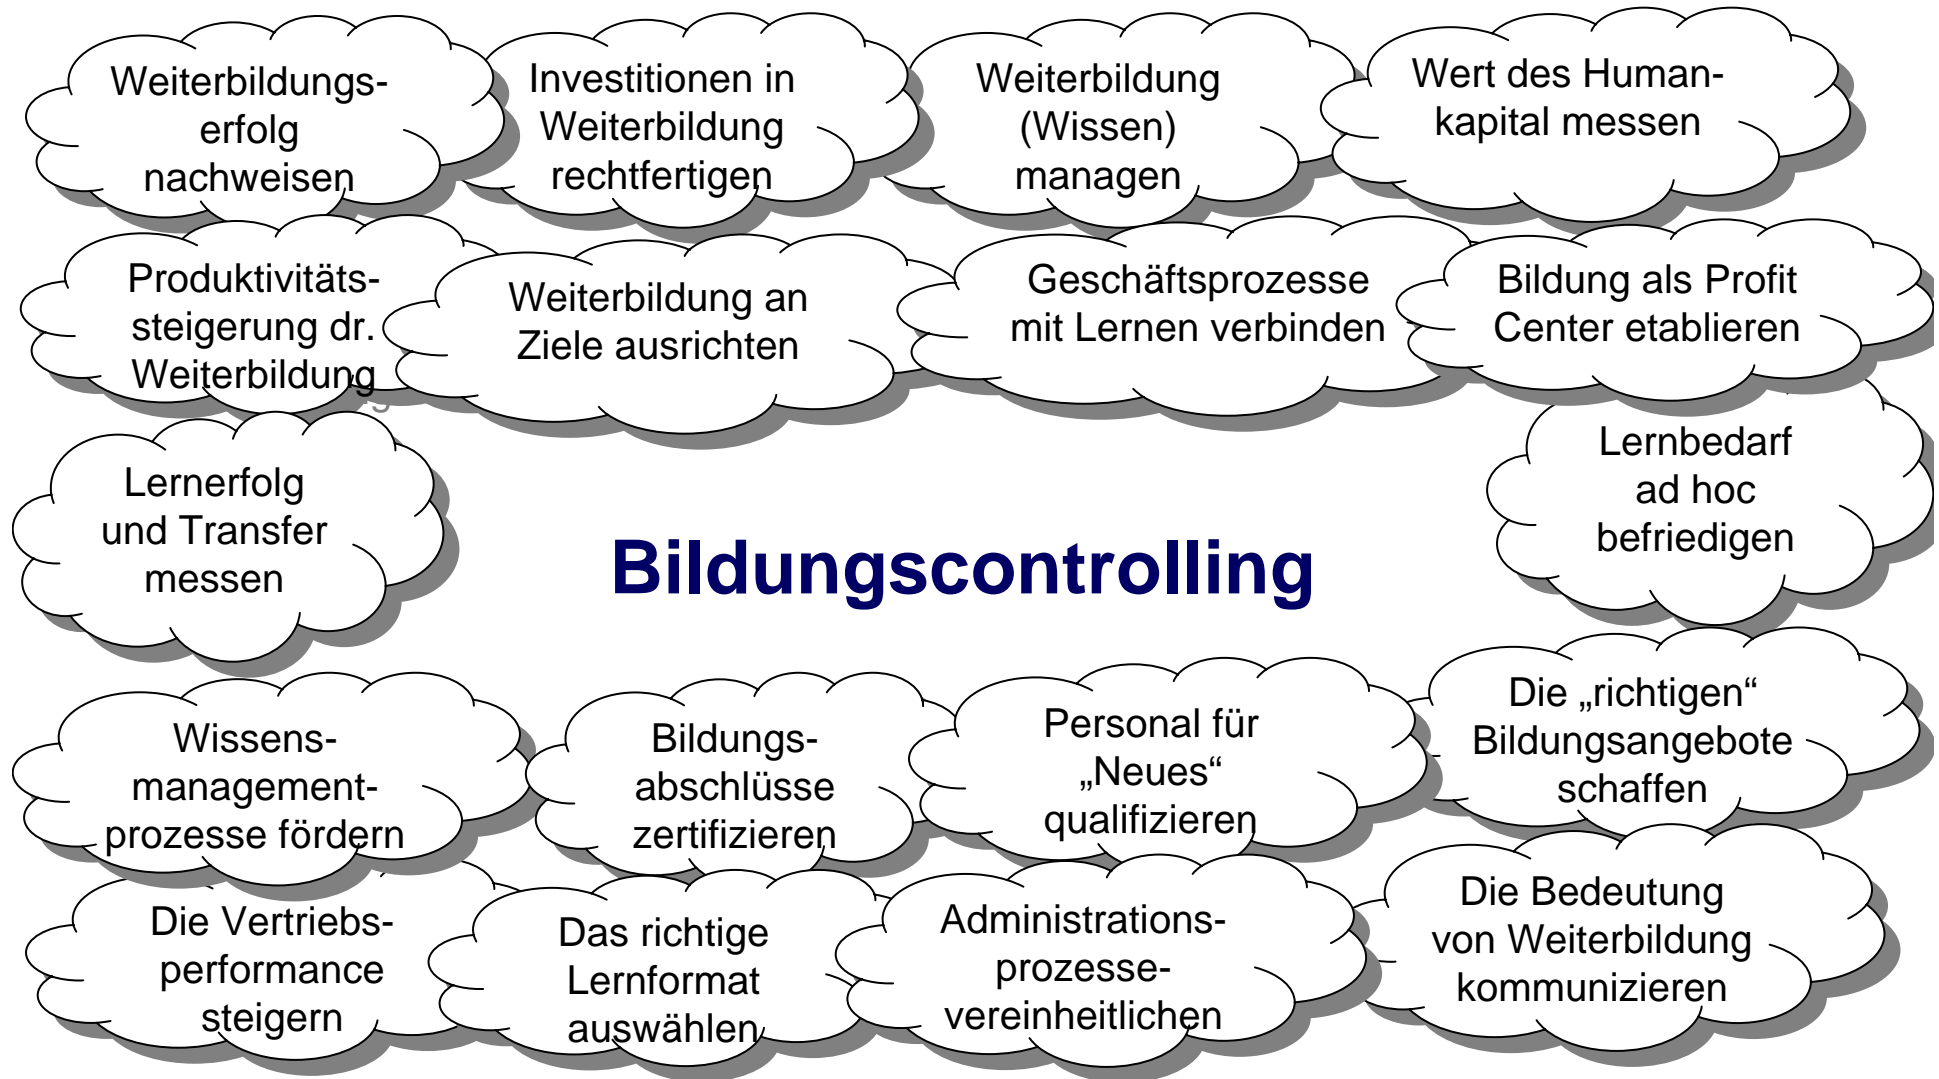 Weiterbildungs-
erfolg
nachweisen
Investitionen in
Weiterbildung
rechtfertigen
Weiterbildung
(Wissen)
managen
Wert des Human-
kapital messen
Produktivitäts-
steigerung dr.
Weiterbildung
Weiterbildung an
Ziele ausrichten
Geschäftsprozesse
mit Lernen verbinden
Bildung als Profit
Center etablieren
Lernerfolg
und Transfer
messen
Bildungscontrolling
Lernbedarf
ad hoc
befriedigen
Wissens-
management-
prozesse fördern
Bildungs-
abschlüsse
zertifizieren
Personal für
„Neues“
qualifizieren
Die „richtigen“
Bildungsangebote
schaffen
Die Vertriebs-
performance
steigern
Das richtige
Lernformat
auswählen
Administrations-
prozesse-
vereinheitlichen
Die Bedeutung
von Weiterbildung
kommunizieren